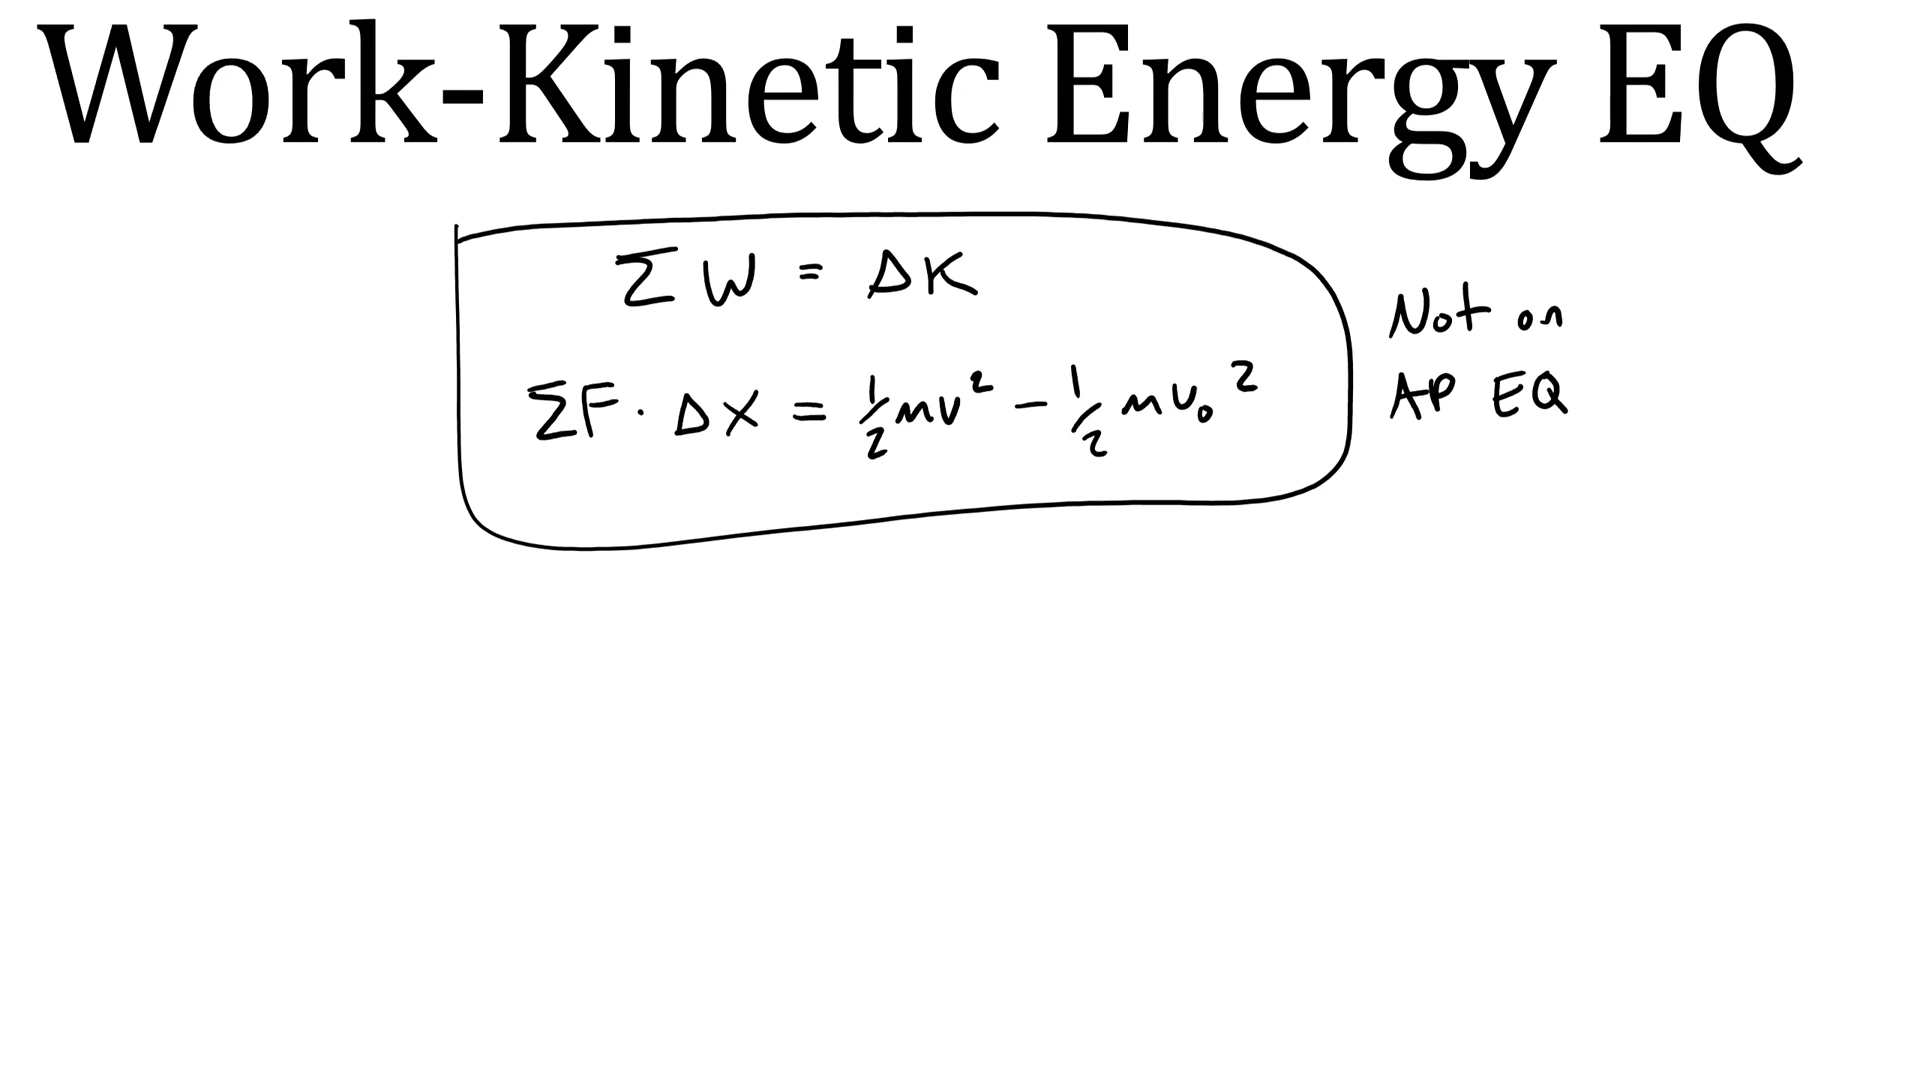 Work-Kinetic Energy EQ
ΣW = ΔK
ΣF · Δx = ½mv² - ½mv₀²
Not on
AP EQ